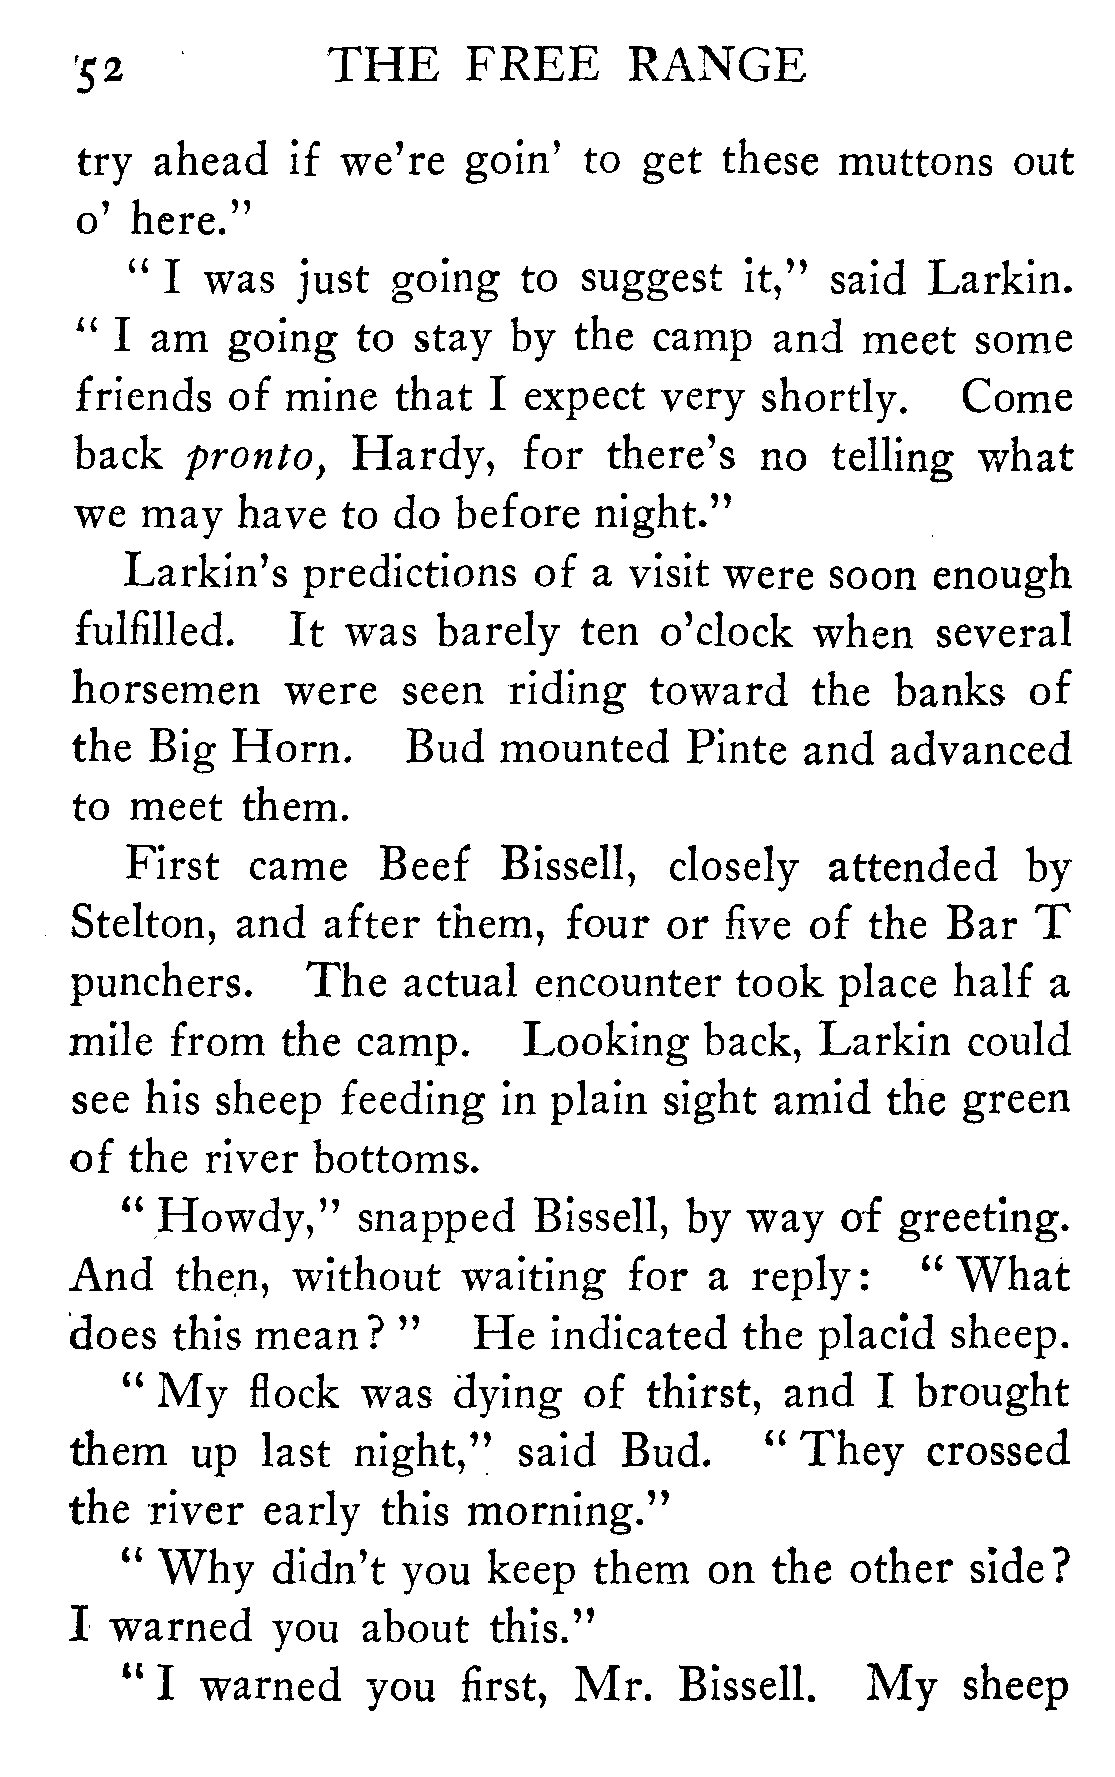 52 THE FREE RANGE
try ahead if we're goin' to get these muttons out
o' here."
" I was just going to suggest it," said Larkin.
" I am going to stay by the camp and meet some
friends of mine that I expect very shortly. Come
back pronto, Hardy, for there's no telling what
we may have to do before night."
Larkin's predictions of a visit were soon enough
fulfilled. It was barely ten o'clock when several
horsemen were seen riding toward the banks of
the Big Horn. Bud mounted Pinte and advanced
to meet them.
First came Beef Bissell, closely attended by
Stelton, and after them, four or five of the Bar T
punchers. The actual encounter took place half a
mile from the camp. Looking back, Larkin could
see his sheep feeding in plain sight amid the green
of the river bottoms.
" Howdy," snapped Bissell, by way of greeting.
And then, without waiting for a reply: " What
does this mean? " He indicated the placid sheep.
" My flock was dying of thirst, and I brought
them up last night," said Bud. " They crossed
the river early this morning."
" Why didn't you keep them on the other side?
I warned you about this."
" I warned you first, Mr. Bissell. My sheep